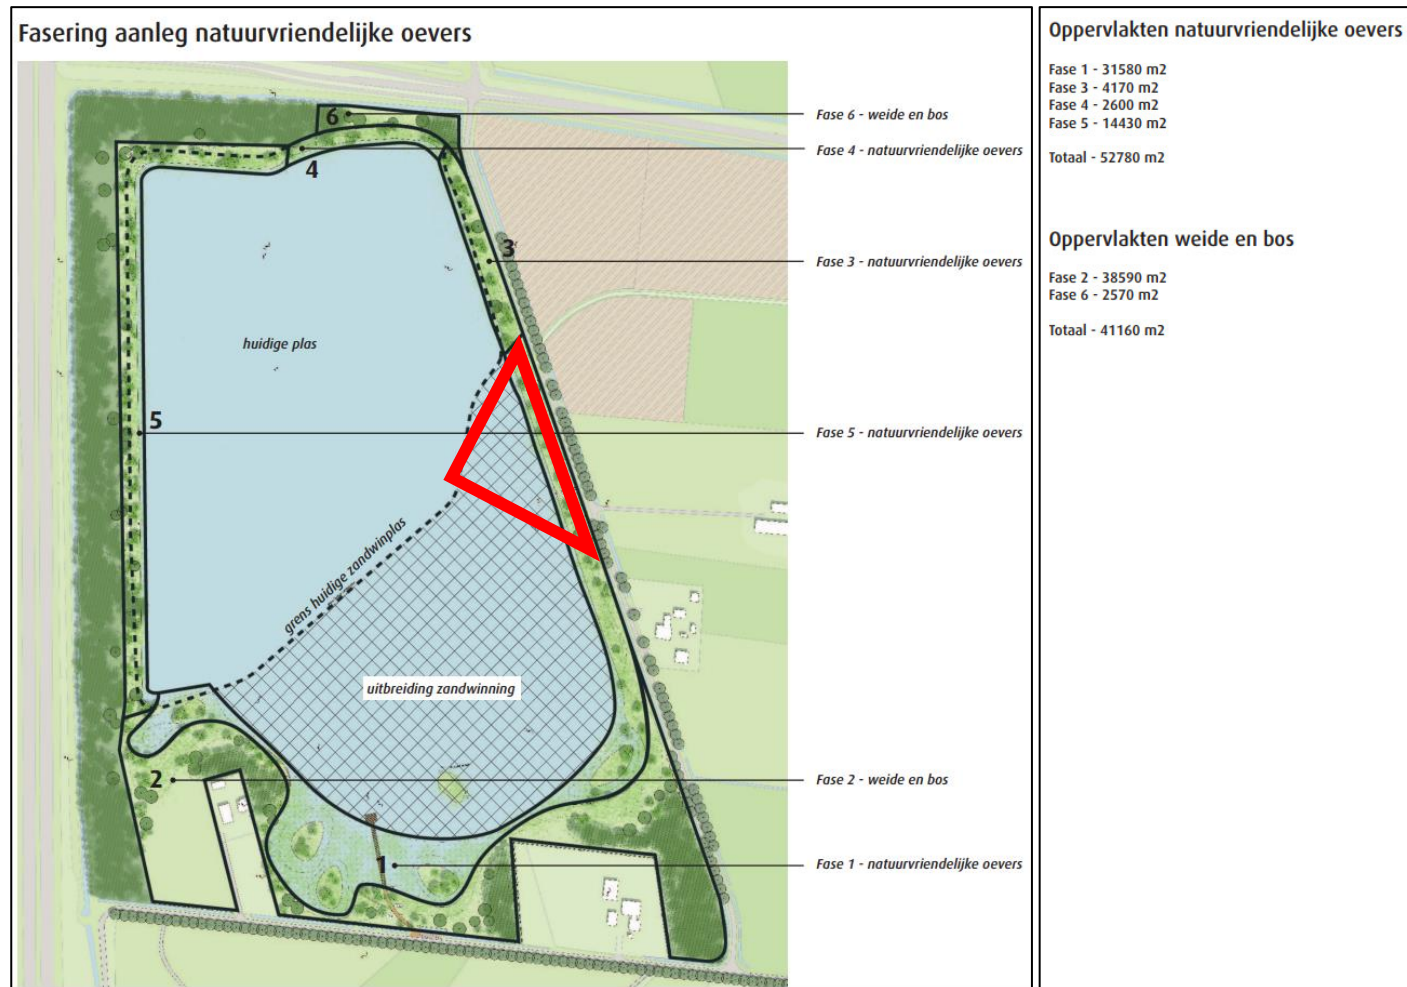 Fasering aanleg natuurvriendelijke oevers
6
Fase 6 - weide en bos
4
Fase 4 - natuurvriendelijke oevers
3
Fase 3 - natuurvriendelijke oevers
huidige plas
5
Fase 5 - natuurvriendelijke oevers
grens huidige zandwinplas
uitbreiding zandwinning
2
Fase 2 - weide en bos
1
Fase 1 - natuurvriendelijke oevers
Oppervlakten natuurvriendelijke oevers
Fase 1 - 31580 m2
Fase 3 - 4170 m2
Fase 4 - 2600 m2
Fase 5 - 14430 m2
Totaal - 52780 m2
Oppervlakten weide en bos
Fase 2 - 38590 m2
Fase 6 - 2570 m2
Totaal - 41160 m2